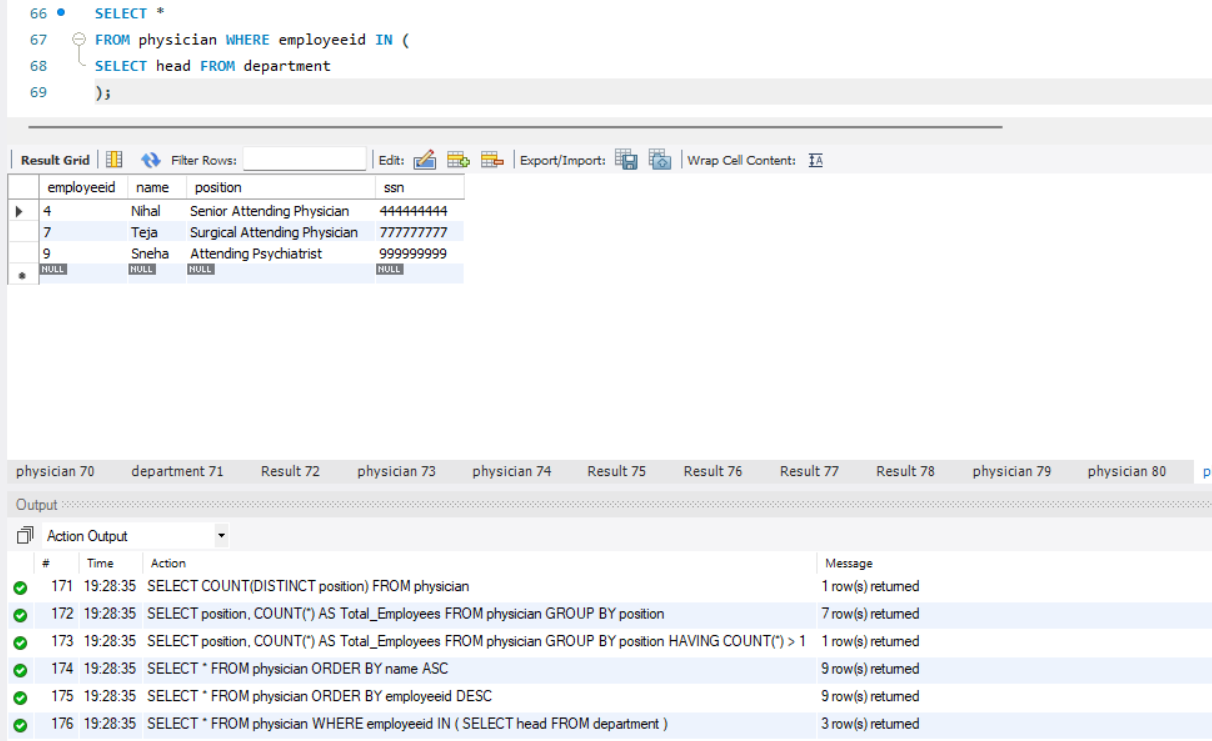 66 SELECT *
67 FROM physician WHERE employeeid IN (
68 SELECT head FROM department
69 );
Result Grid Filter Rows: Edit: Export/Import: Wrap Cell Content: IA
employeeid name position ssn
4 Nihal Senior Attending Physician 444444444
7 Teja Surgical Attending Physician 777777777
9 Sneha Attending Psychiatrist 999999999
NULL NULL NULL NULL
physician 70 department 71 Result 72 physician 73 physician 74 Result 75 Result 76 Result 77 Result 78 physician 79 physician 80 p
Output
Action Output
# Time Action Message
171 19:28:35 SELECT COUNT(DISTINCT position) FROM physician 1 row(s) returned
172 19:28:35 SELECT position, COUNT(*) AS Total_Employees FROM physician GROUP BY position 7 row(s) returned
173 19:28:35 SELECT position, COUNT(*) AS Total_Employees FROM physician GROUP BY position HAVING COUNT(*) > 1 1 row(s) returned
174 19:28:35 SELECT * FROM physician ORDER BY name ASC 9 row(s) returned
175 19:28:35 SELECT * FROM physician ORDER BY employeeid DESC 9 row(s) returned
176 19:28:35 SELECT * FROM physician WHERE employeeid IN ( SELECT head FROM department ) 3 row(s) returned